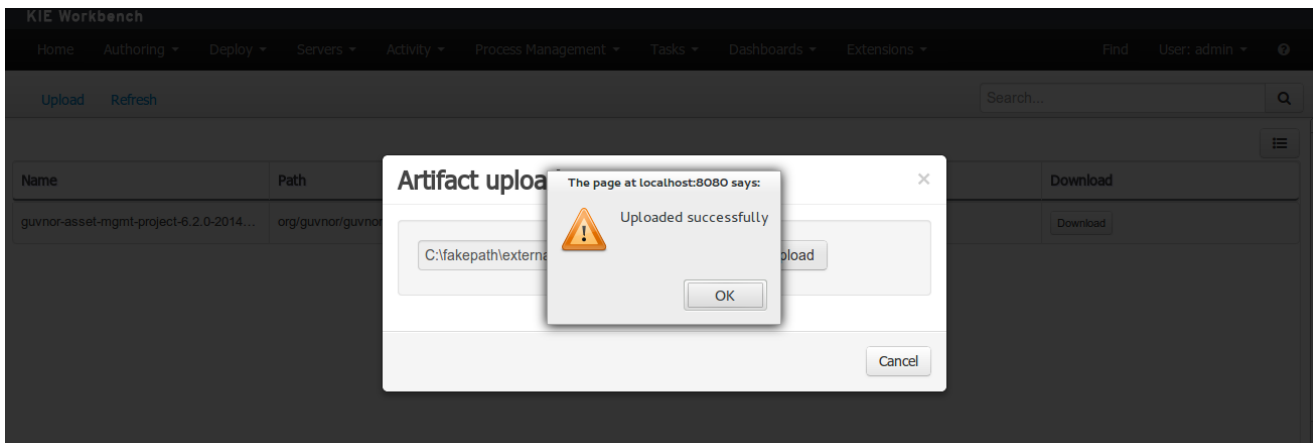 KIE Workbench
Home Authoring Deploy Servers Activity Process Management Tasks Dashboards Extensions Find User: admin
Upload Refresh Search...
Name Path Download
guvnor-asset-mgmt-project-6.2.0-2014... org/guvnor/guvnor Download
Artifact uploa
The page at localhost:8080 says:
Uploaded successfully
C:\fakepath\externa pload
OK
Cancel